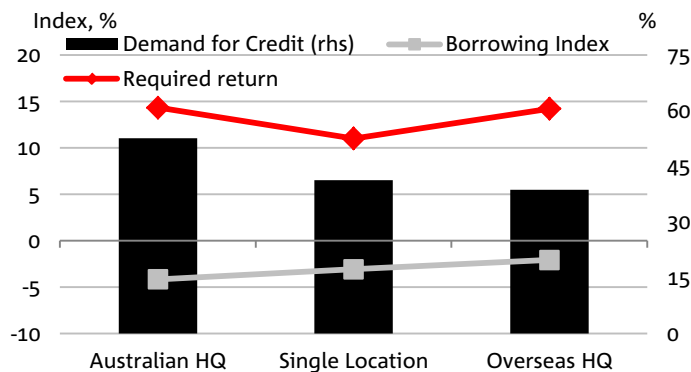 Index, % %
Demand for Credit (rhs) Borrowing Index
Required return
20 75
15 60
10 45
5 30
0 15
-5 0
-10
Australian HQ Single Location Overseas HQ